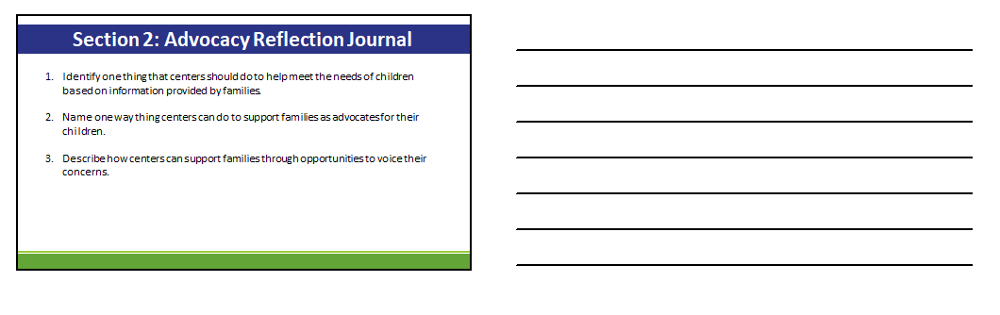 Section 2: Advocacy Reflection Journal
1. Identify one thing that centers should do to help meet the needs of children
based on information provided by families.
2. Name one way thing centers can do to support families as advocates for their
children.
3. Describe how centers can support families through opportunities to voice their
concerns.